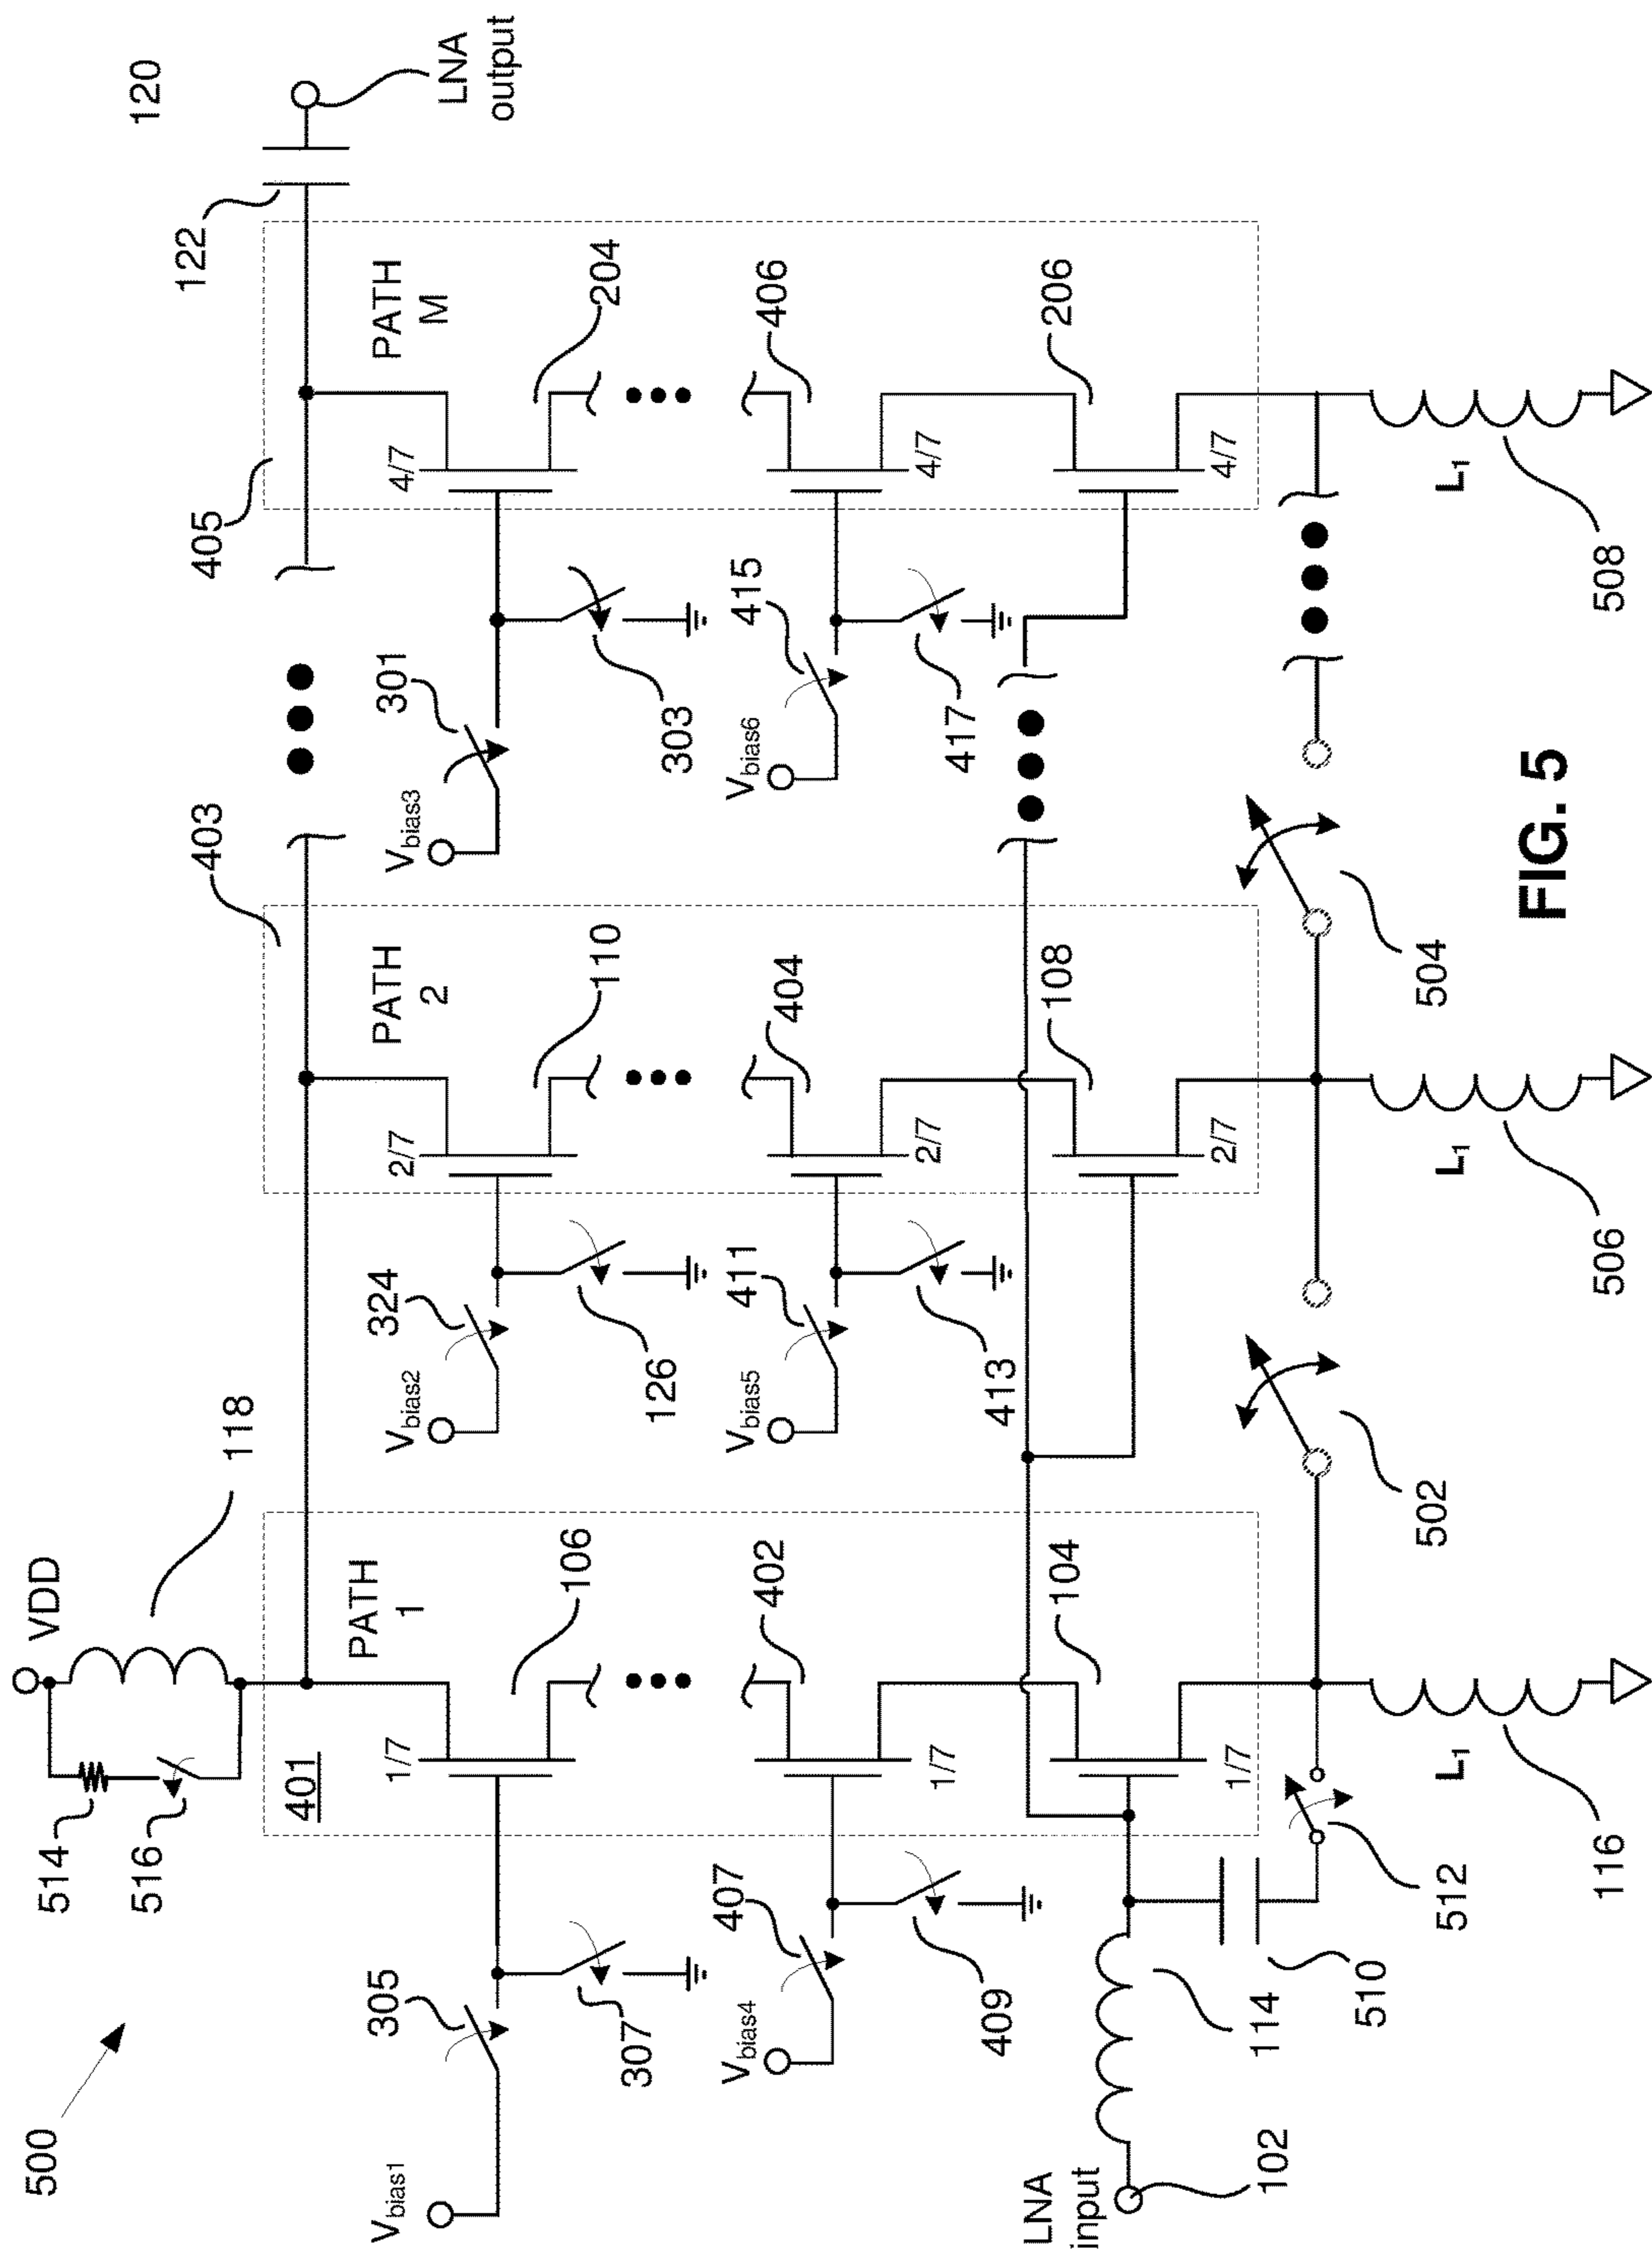 500
VDD
118
514
516
401
PATH
1
1/7
106
305
307
Vbias1
402
1/7
407
409
Vbias4
104
1/7
LNA
input
102
114
510
512
L1
116
403
PATH
2
2/7
110
324
126
Vbias2
404
2/7
411
413
Vbias5
108
2/7
502
L1
506
405
PATH
M
4/7
204
301
303
Vbias3
406
4/7
415
417
Vbias6
206
4/7
504
L1
508
122
120
LNA
output
FIG. 5